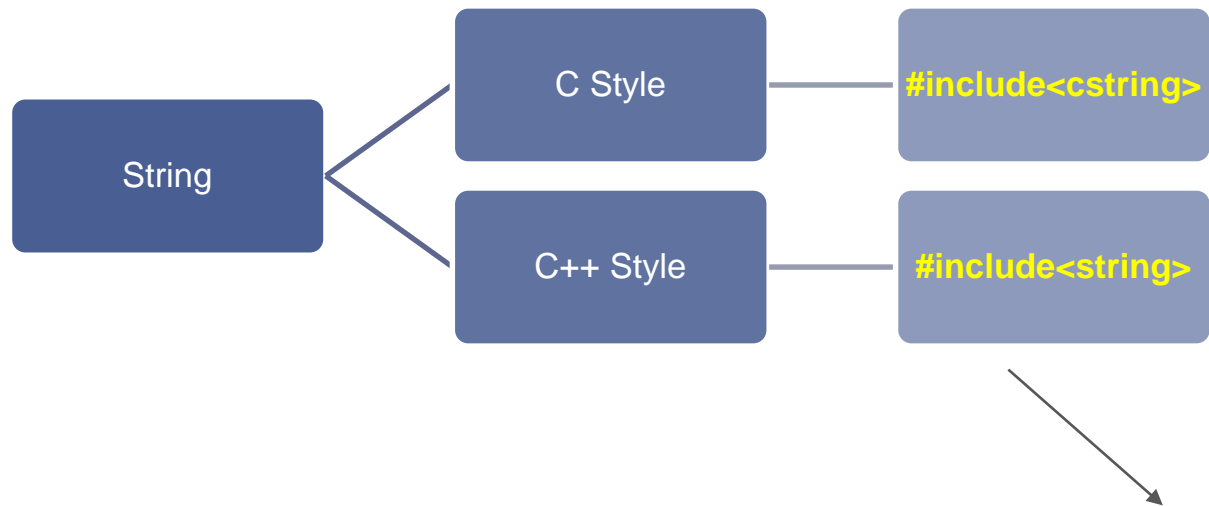 String
C Style
#include<cstring>
C++ Style
#include<string>